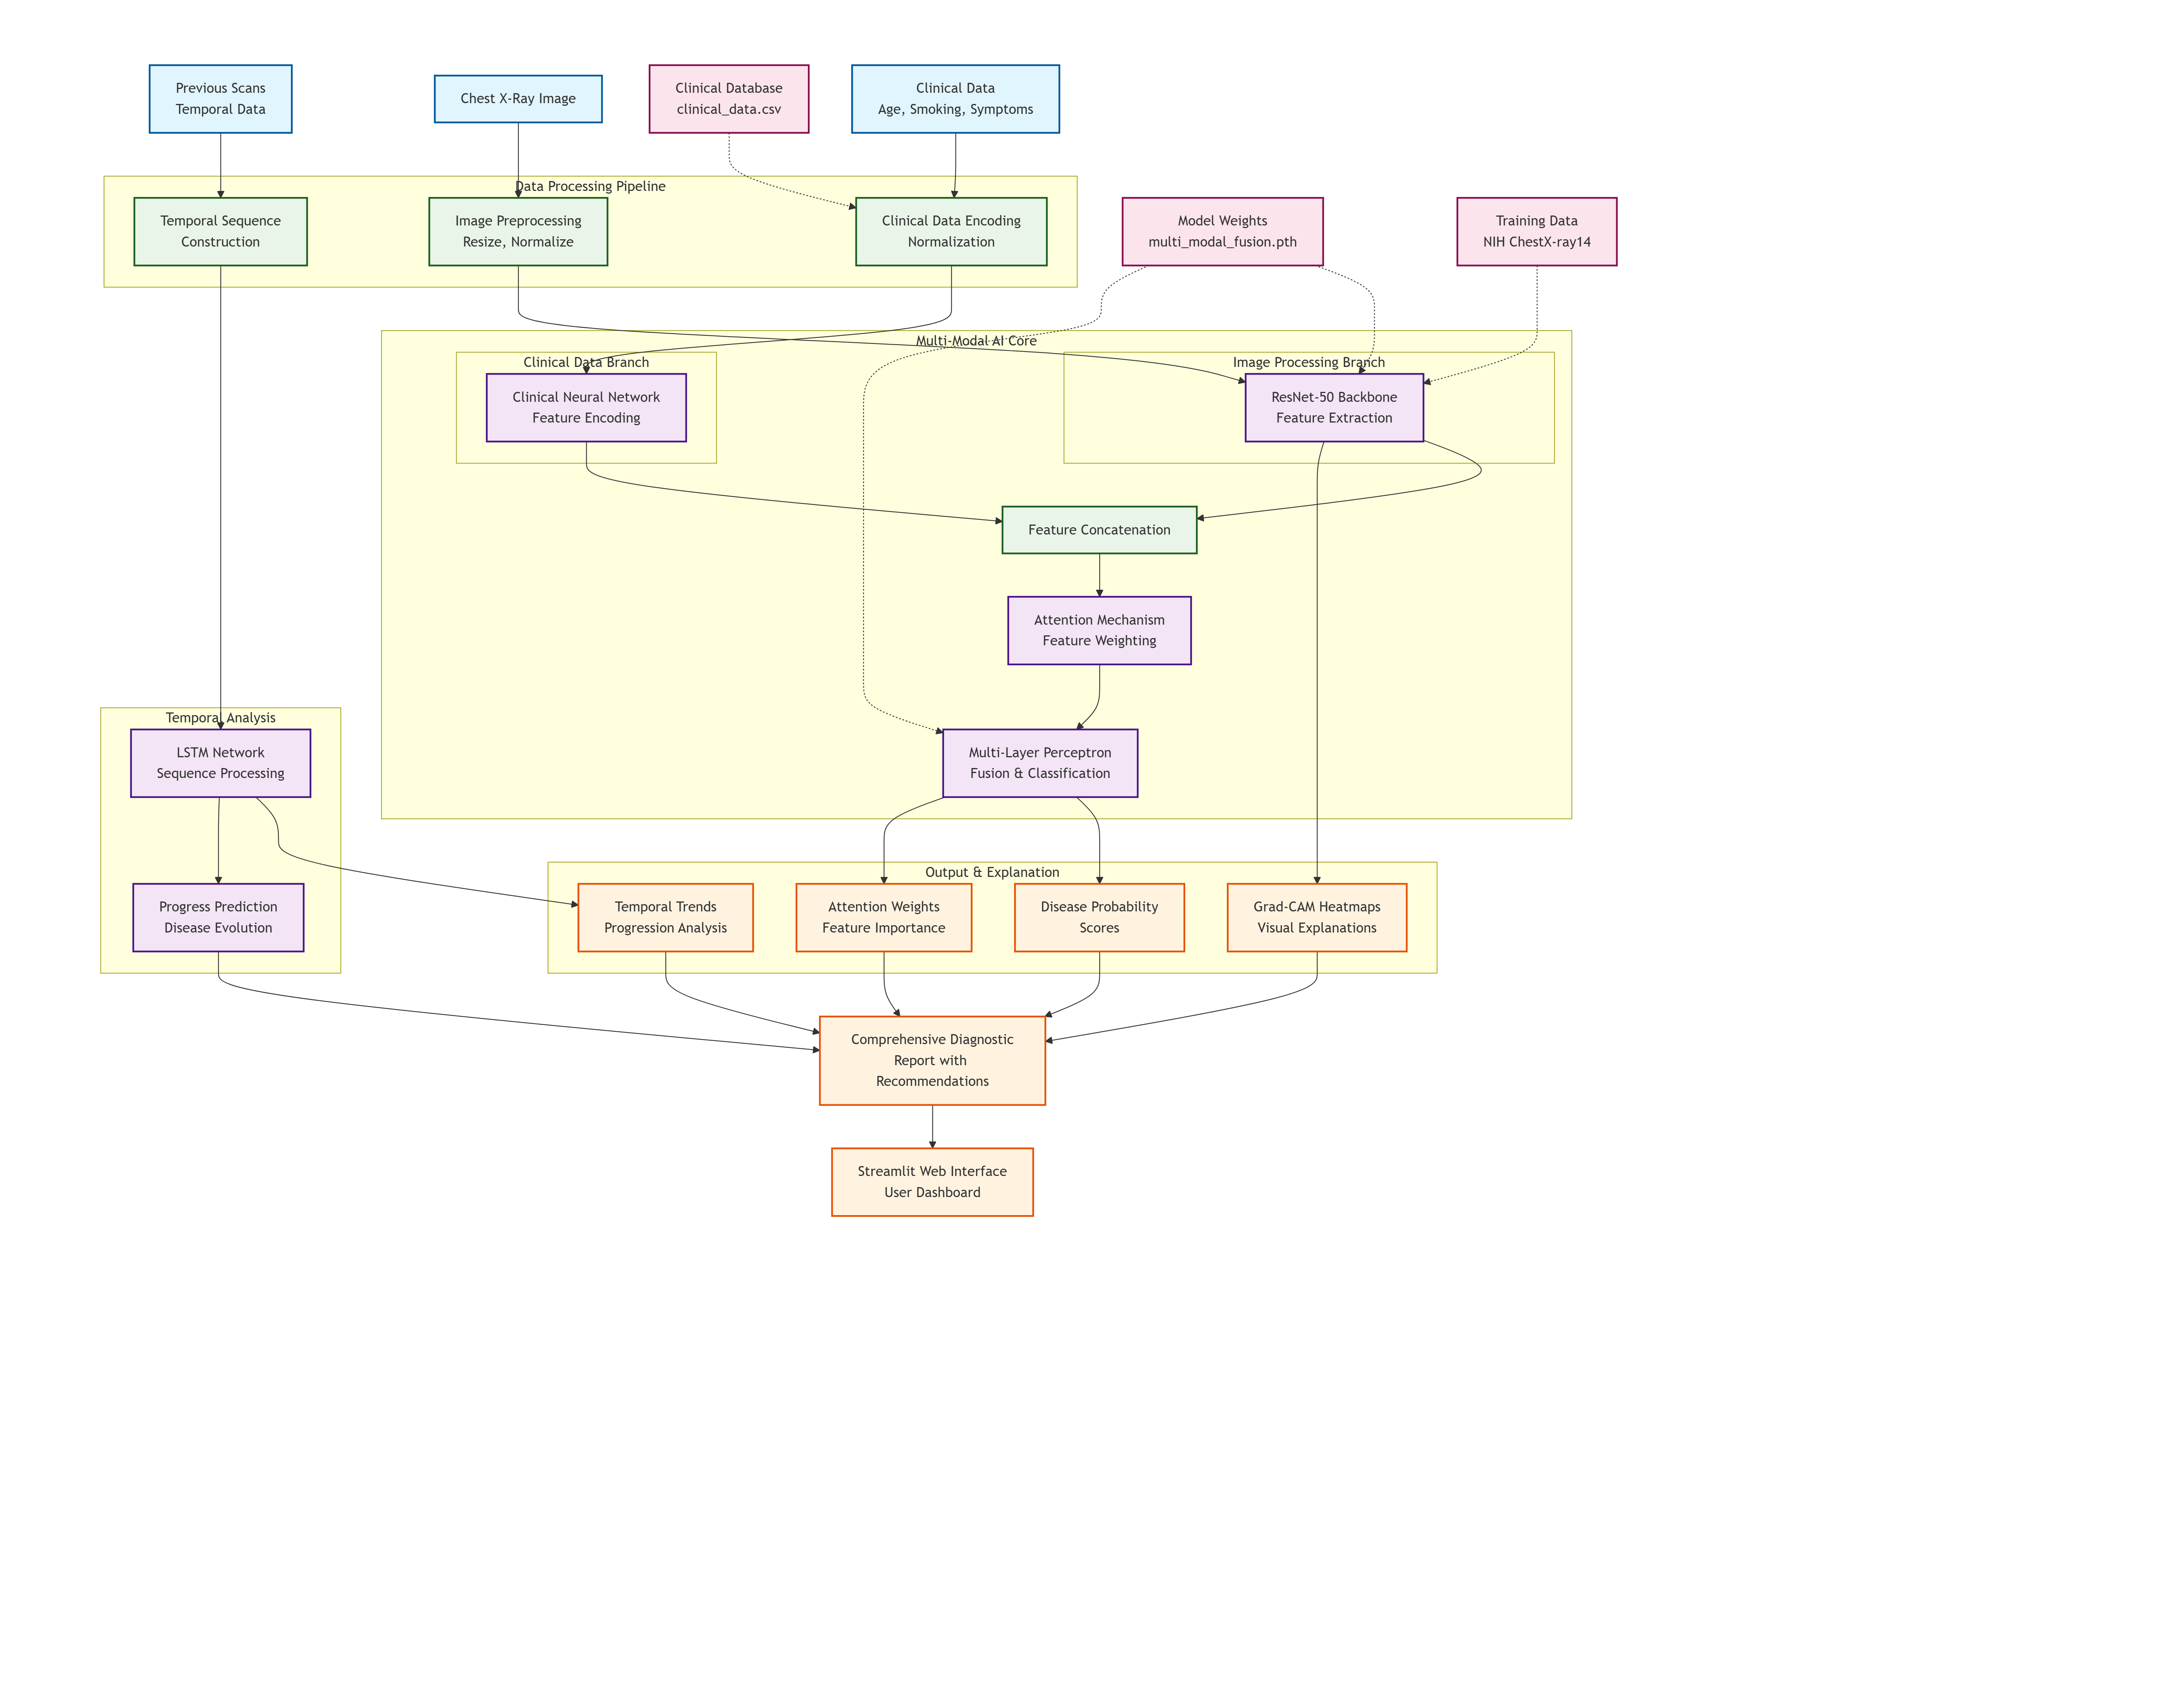 Previous Scans
Temporal Data
Chest X-Ray Image
Clinical Database
clinical_data.csv
Clinical Data
Age, Smoking, Symptoms
Data Processing Pipeline
Temporal Sequence
Construction
Image Preprocessing
Resize, Normalize
Clinical Data Encoding
Normalization
Model Weights
multi_modal_fusion.pth
Training Data
NIH ChestX-ray14
Multi-Modal AI Core
Clinical Data Branch
Clinical Neural Network
Feature Encoding
Image Processing Branch
ResNet-50 Backbone
Feature Extraction
Feature Concatenation
Attention Mechanism
Feature Weighting
Temporal Analysis
LSTM Network
Sequence Processing
Multi-Layer Perceptron
Fusion & Classification
Progress Prediction
Disease Evolution
Output & Explanation
Temporal Trends
Progression Analysis
Attention Weights
Feature Importance
Disease Probability
Scores
Grad-CAM Heatmaps
Visual Explanations
Comprehensive Diagnostic
Report with
Recommendations
Streamlit Web Interface
User Dashboard